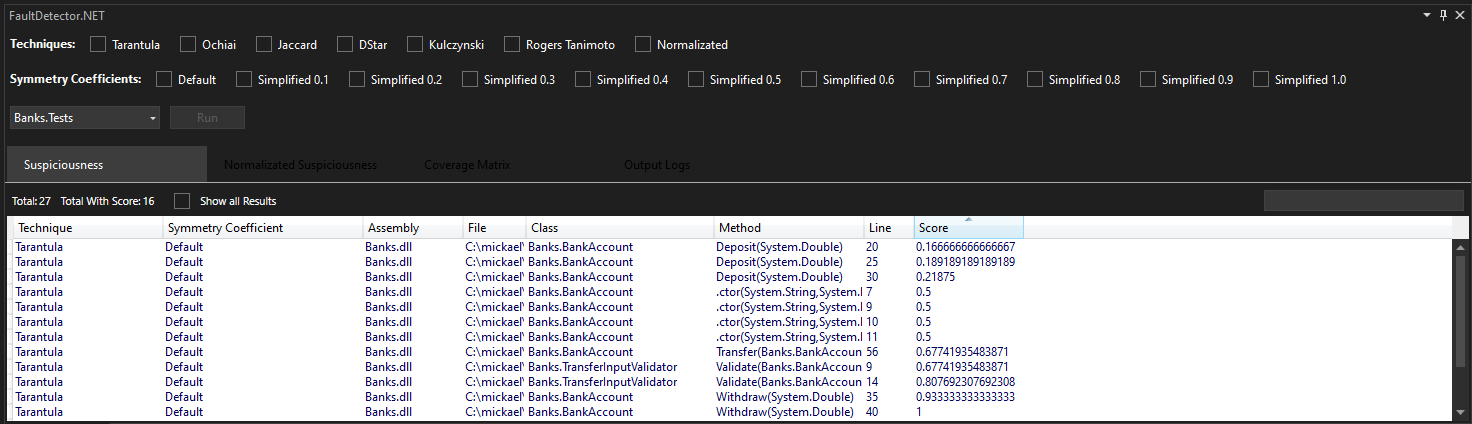 FaultDetector.NET
Techniques: Tarantula Ochiai Jaccard DStar Kulczynski Rogers Tanimoto Normalizated
Symmetry Coefficients: Default Simplified 0.1 Simplified 0.2 Simplified 0.3 Simplified 0.4 Simplified 0.5 Simplified 0.6 Simplified 0.7 Simplified 0.8 Simplified 0.9 Simplified 1.0
Banks.Tests Run
Suspiciousness Normalizated Suspiciousness Coverage Matrix Output Logs
Total: 27 Total With Score: 16 Show all Results
Technique Symmetry Coefficient Assembly File Class Method Line Score
Tarantula Default Banks.dll C:\mickael\ Banks.BankAccount Deposit(System.Double) 20 0.166666666666667
Tarantula Default Banks.dll C:\mickael\ Banks.BankAccount Deposit(System.Double) 25 0.189189189189189
Tarantula Default Banks.dll C:\mickael\ Banks.BankAccount Deposit(System.Double) 30 0.21875
Tarantula Default Banks.dll C:\mickael\ Banks.BankAccount .ctor(System.String,System.I 7 0.5
Tarantula Default Banks.dll C:\mickael\ Banks.BankAccount .ctor(System.String,System.I 9 0.5
Tarantula Default Banks.dll C:\mickael\ Banks.BankAccount .ctor(System.String,System.I 10 0.5
Tarantula Default Banks.dll C:\mickael\ Banks.BankAccount .ctor(System.String,System.I 11 0.5
Tarantula Default Banks.dll C:\mickael\ Banks.BankAccount Transfer(Banks.BankAccoun 56 0.67741935483871
Tarantula Default Banks.dll C:\mickael\ Banks.TransferInputValidator Validate(Banks.BankAccoun 9 0.67741935483871
Tarantula Default Banks.dll C:\mickael\ Banks.TransferInputValidator Validate(Banks.BankAccoun 14 0.807692307692308
Tarantula Default Banks.dll C:\mickael\ Banks.BankAccount Withdraw(System.Double) 35 0.933333333333333
Tarantula Default Banks.dll C:\mickael\ Banks.BankAccount Withdraw(System.Double) 40 1